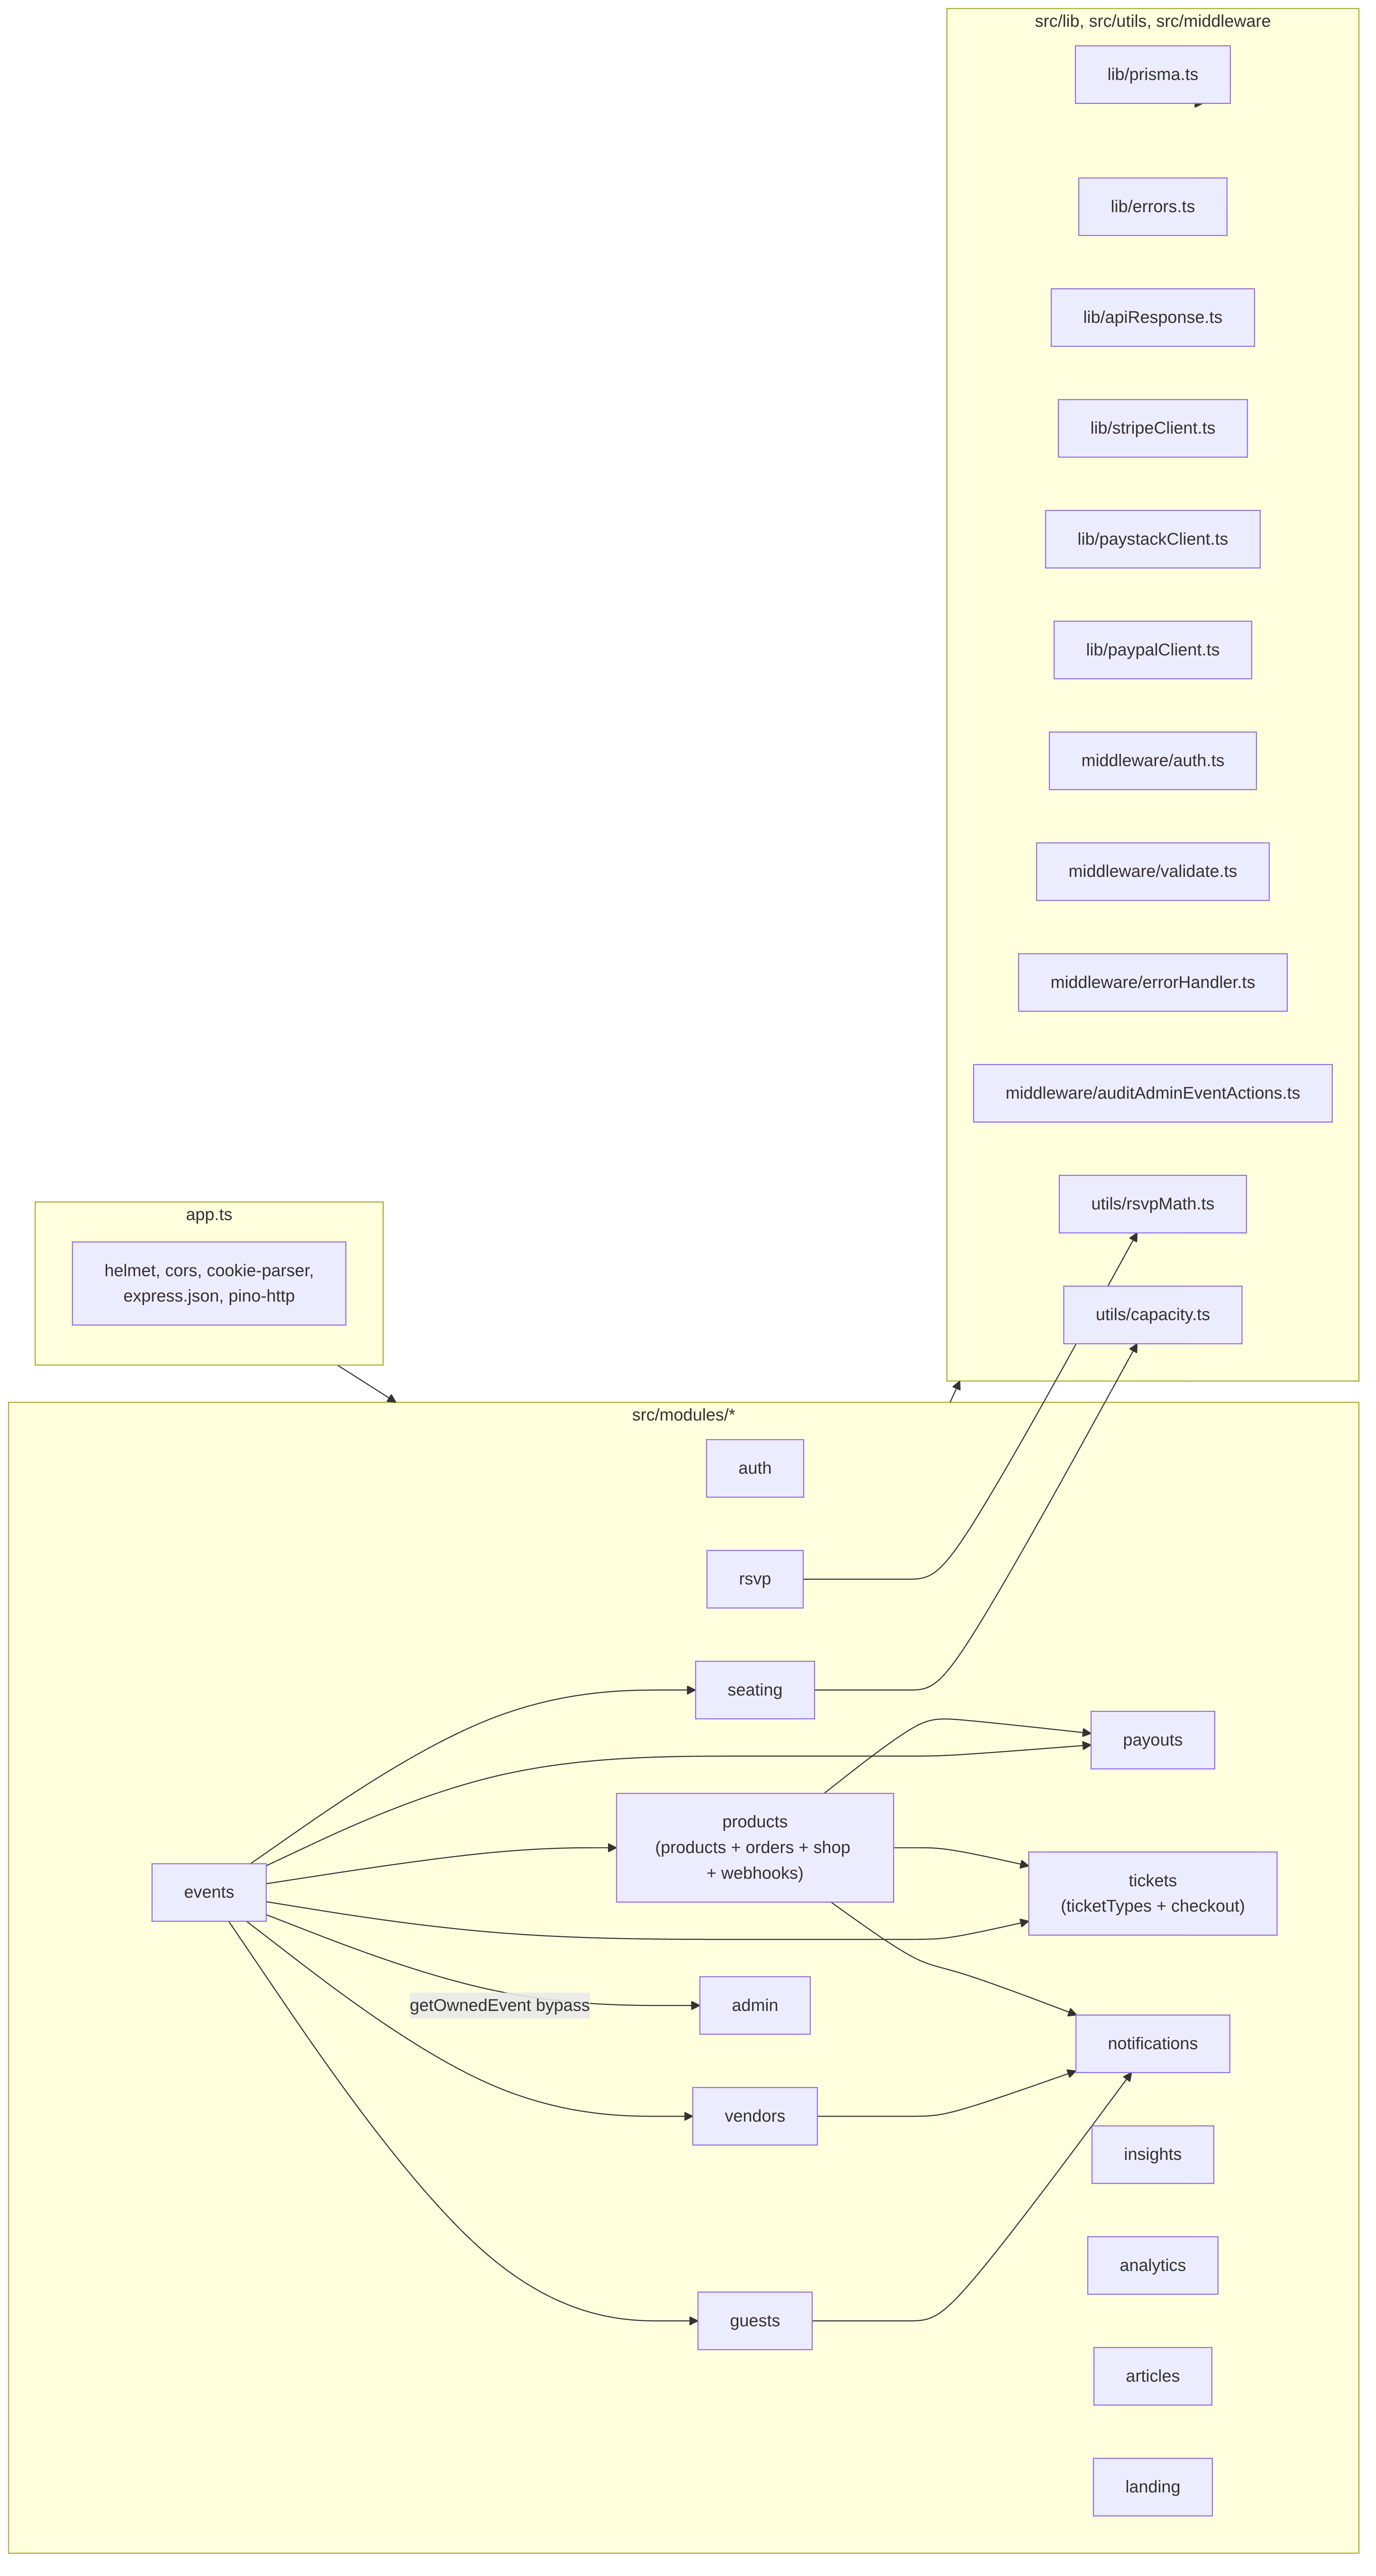 src/lib, src/utils, src/middleware
lib/prisma.ts
lib/errors.ts
lib/apiResponse.ts
lib/stripeClient.ts
lib/paystackClient.ts
lib/paypalClient.ts
middleware/auth.ts
middleware/validate.ts
middleware/errorHandler.ts
middleware/auditAdminEventActions.ts
utils/rsvpMath.ts
utils/capacity.ts
app.ts
helmet, cors, cookie-parser,
express.json, pino-http
src/modules/*
auth
rsvp
seating
payouts
products
(products + orders + shop
+ webhooks)
events
tickets
(ticketTypes + checkout)
getOwnedEvent bypass
admin
notifications
vendors
insights
analytics
guests
articles
landing